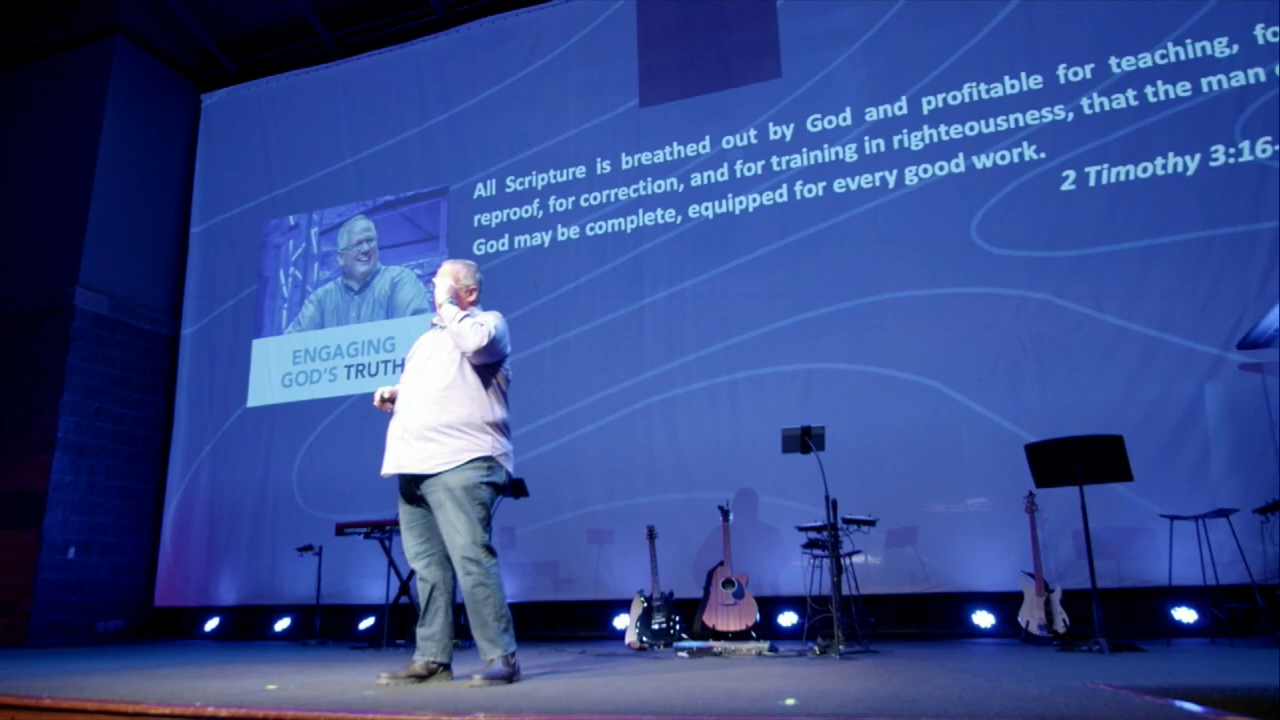 All Scripture is breathed out by God and profitable for teaching,
reproof, for correction, and for training in righteousness, that the man
God may be complete, equipped for every good work.
2 Timothy 3:16-
ENGAGING
GOD'S TRUTH